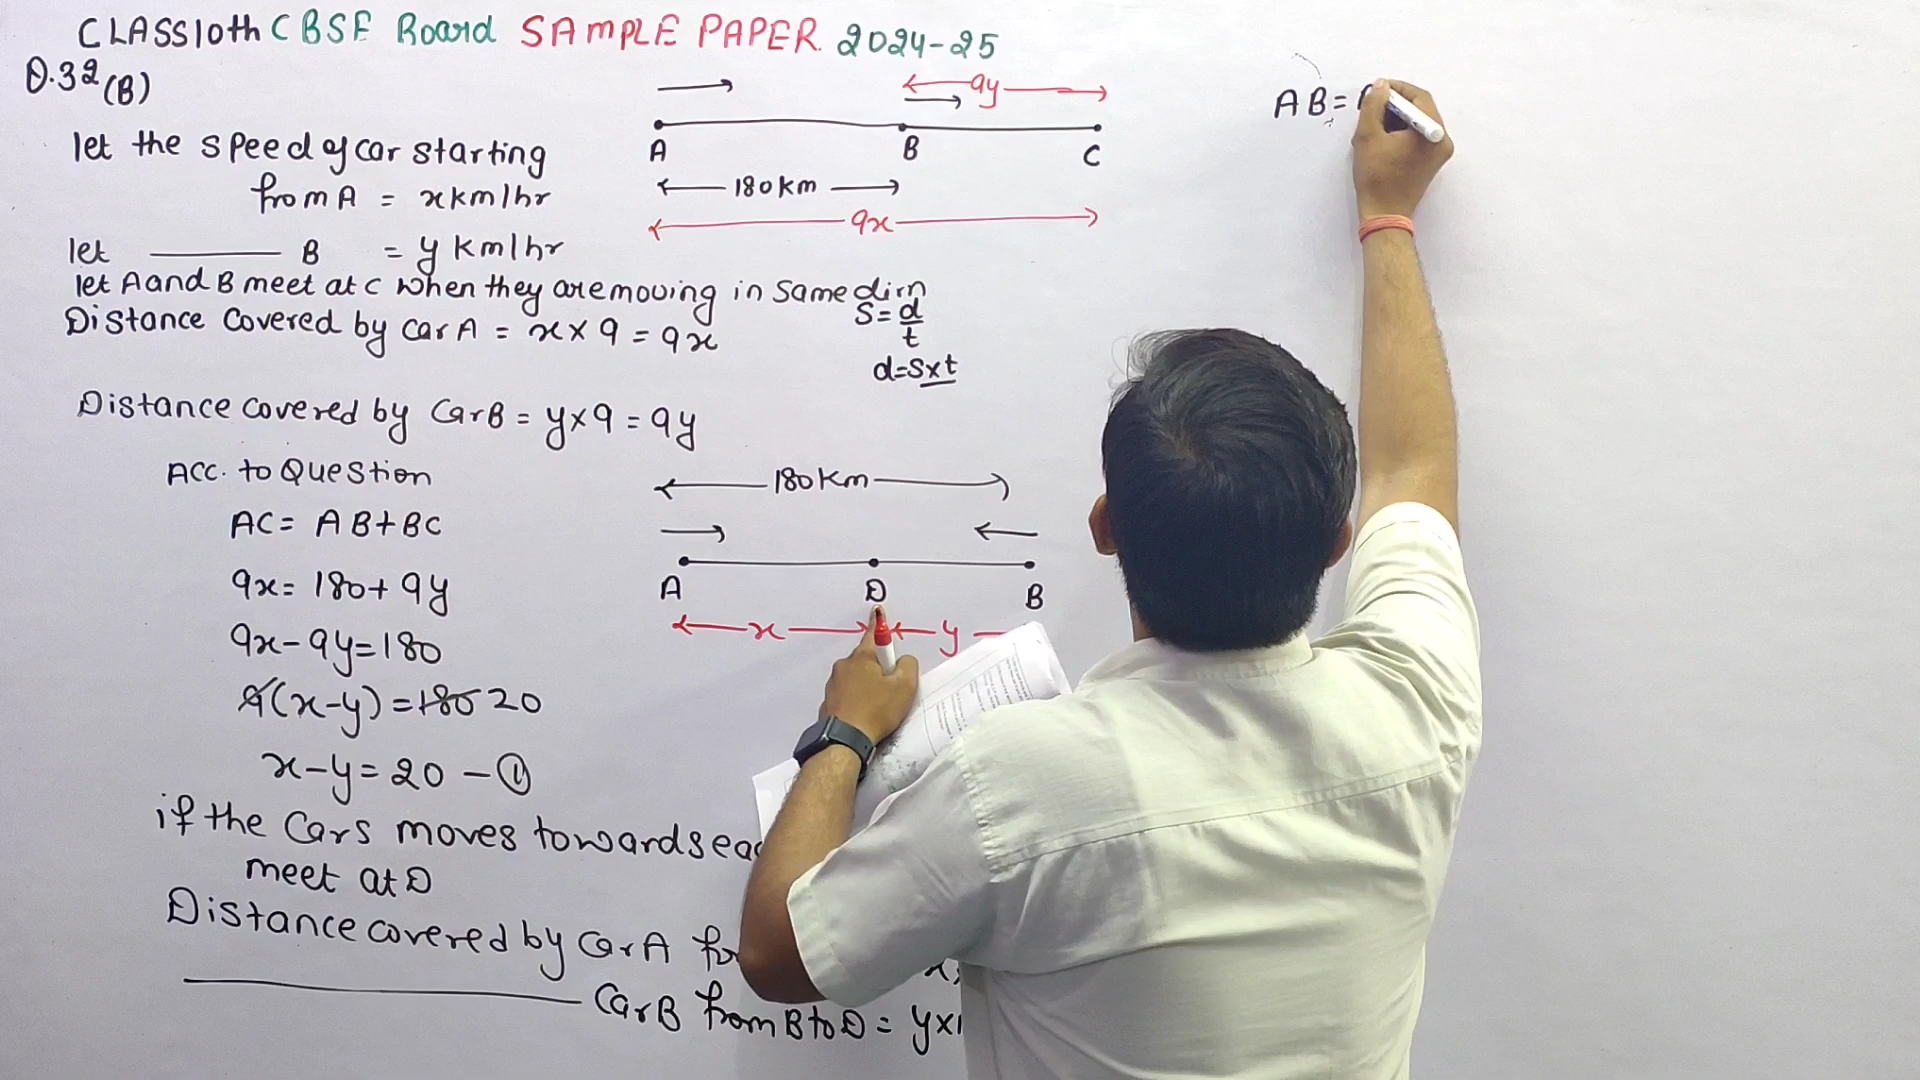 CLASS 10th CBSE Board SAMPLE PAPER 2024-25
Q.32 (B)
let the speed of car starting
from A = x km/hr
let ——— B = y km/hr
let A and B meet at C when they are moving in same dirn
Distance covered by car A = x × 9 = 9x
Distance covered by Car B = y × 9 = 9y
Acc. to Question
AC = AB + BC
9x = 180 + 9y
9x - 9y = 180
9(x-y) = 180 20
x - y = 20 - ①
if the Cars moves towards
meet at D
Distance covered by Car A
——— Car B from B to D = y×1
9y
A B C
180 km
9x
S = d/t
d = S×t
180 km
A D B
x y
AB =